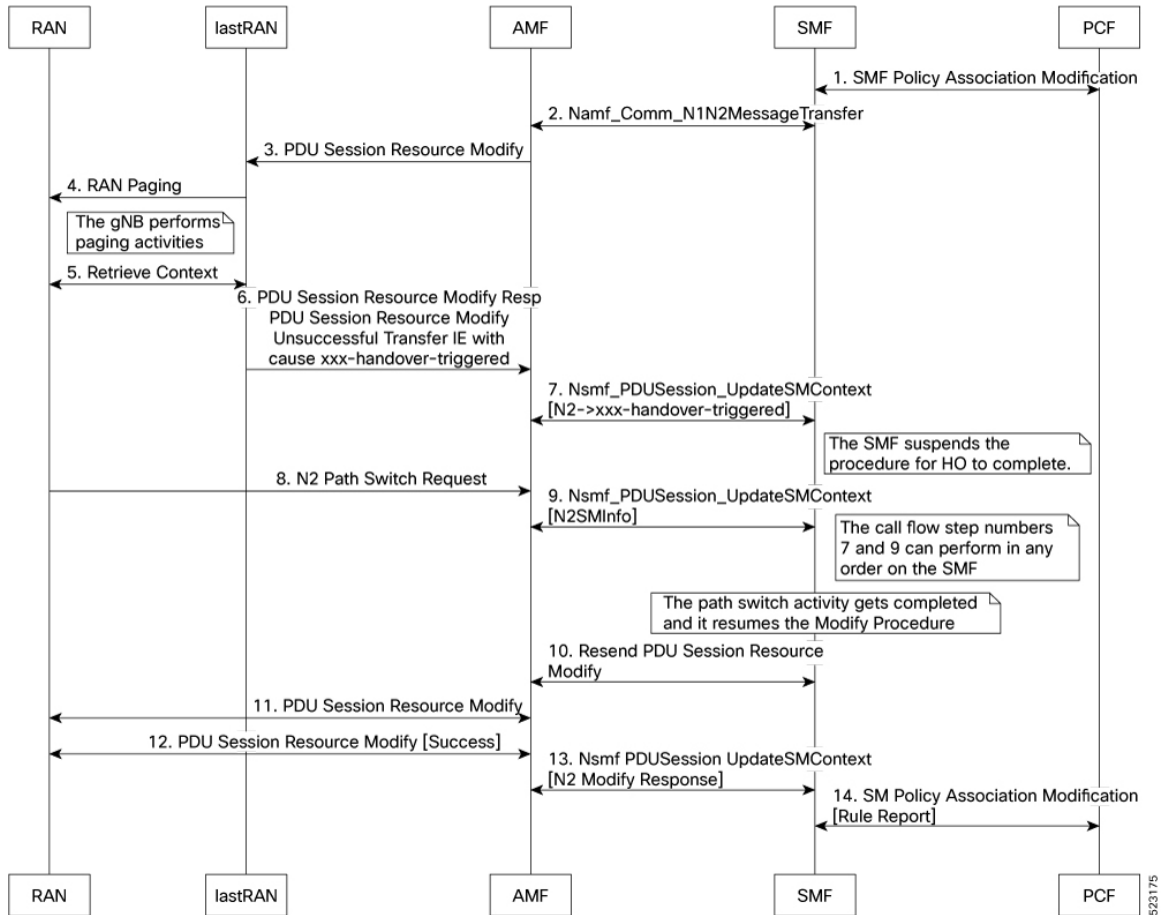 RAN
lastRAN
AMF
SMF
PCF
1. SMF Policy Association Modification
2. Namf_Comm_N1N2MessageTransfer
3. PDU Session Resource Modify
4. RAN Paging
The gNB performs
paging activities
5. Retrieve Context
6. PDU Session Resource Modify Resp
PDU Session Resource Modify
Unsuccessful Transfer IE with
cause xxx-handover-triggered
7. Nsmf_PDUSession_UpdateSMContext
[N2->xxx-handover-triggered]
The SMF suspends the
procedure for HO to complete.
8. N2 Path Switch Request
9. Nsmf_PDUSession_UpdateSMContext
[N2SMInfo]
The call flow step numbers
7 and 9 can perform in any
order on the SMF
The path switch activity gets completed
and it resumes the Modify Procedure
10. Resend PDU Session Resource
Modify
11. PDU Session Resource Modify
12. PDU Session Resource Modify [Success]
13. Nsmf PDUSession UpdateSMContext
[N2 Modify Response]
14. SM Policy Association Modification
[Rule Report]
RAN
lastRAN
AMF
SMF
PCF
523175